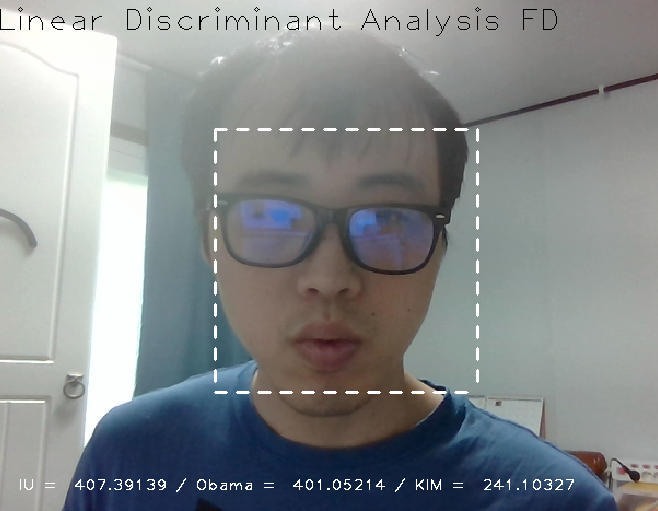 Linear Discriminant Analysis FD
IU = 407.39139 / Obama = 401.05214 / KIM = 241.10327